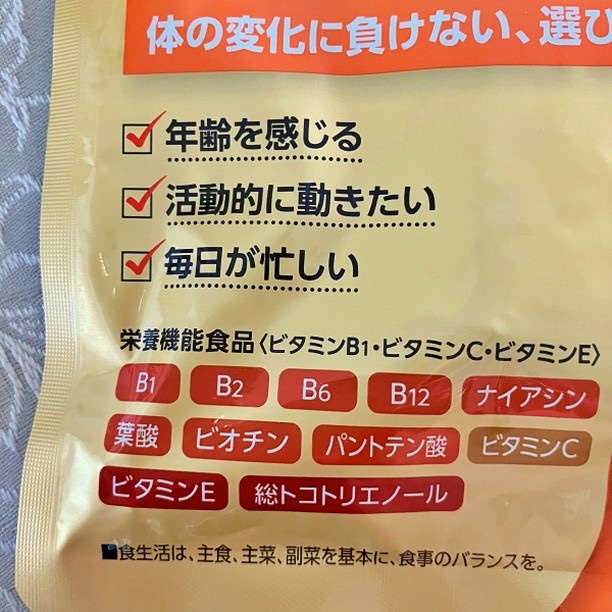 体の変化に負けない、選び
年齢を感じる
活動的に動きたい
毎日が忙しい
栄養機能食品〈ビタミンB1・ビタミンC・ビタミンE〉
B1 B2 B6 B12 ナイアシン
葉酸 ビオチン パントテン酸 ビタミンC
ビタミンE 総トコトリエノール
■食生活は、主食、主菜、副菜を基本に、食事のバランスを。